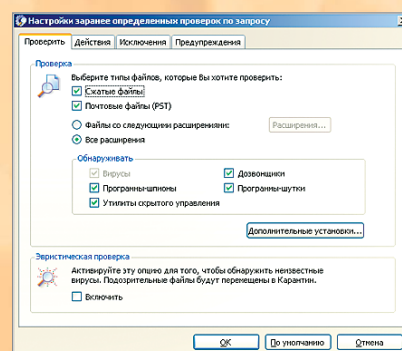 Настройки заранее определенных проверок по запросу
Проверить Действия Исключения Предупреждения
Проверка
Выберите типы файлов, которые Вы хотите проверить:
Сжатые файлы
Почтовые файлы (PST)
Файлы со следующими расширениями: Расширения...
Все расширения
Обнаруживать
Вирусы Дозвонщики
Программы-шпионы Программы-шутки
Утилиты скрытого управления
Дополнительные установки...
Эвристическая проверка
Активируйте эту опцию для того, чтобы обнаружить неизвестные
вирусы. Подозрительные файлы будут перемещены в Карантин.
Включить
OK По умолчанию Отмена